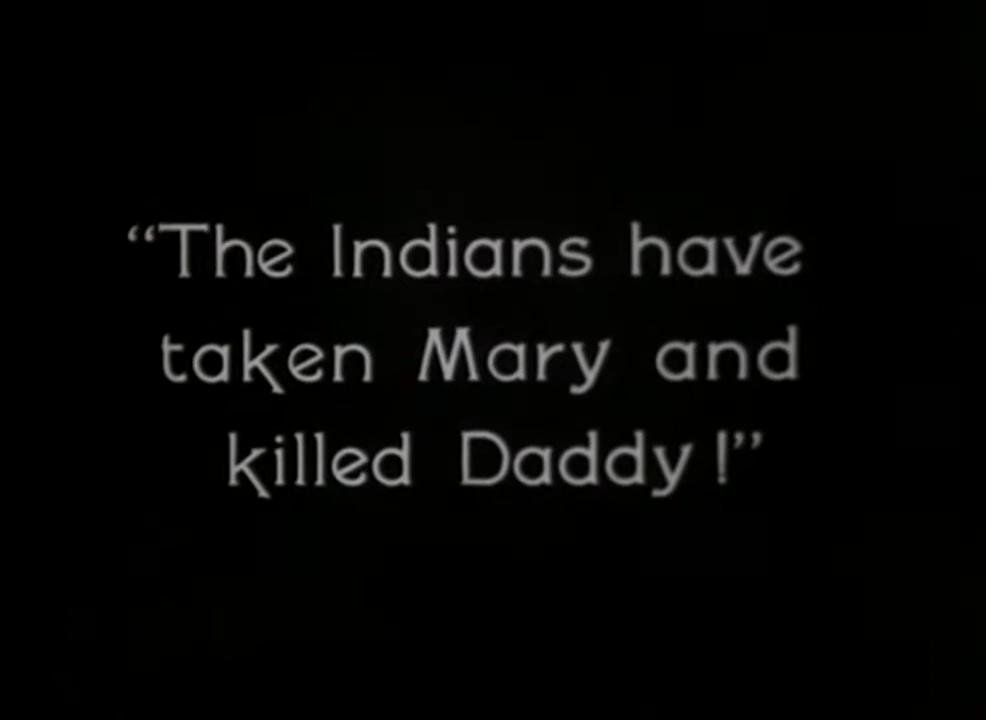 “The Indians have
taken Mary and
killed Daddy!”